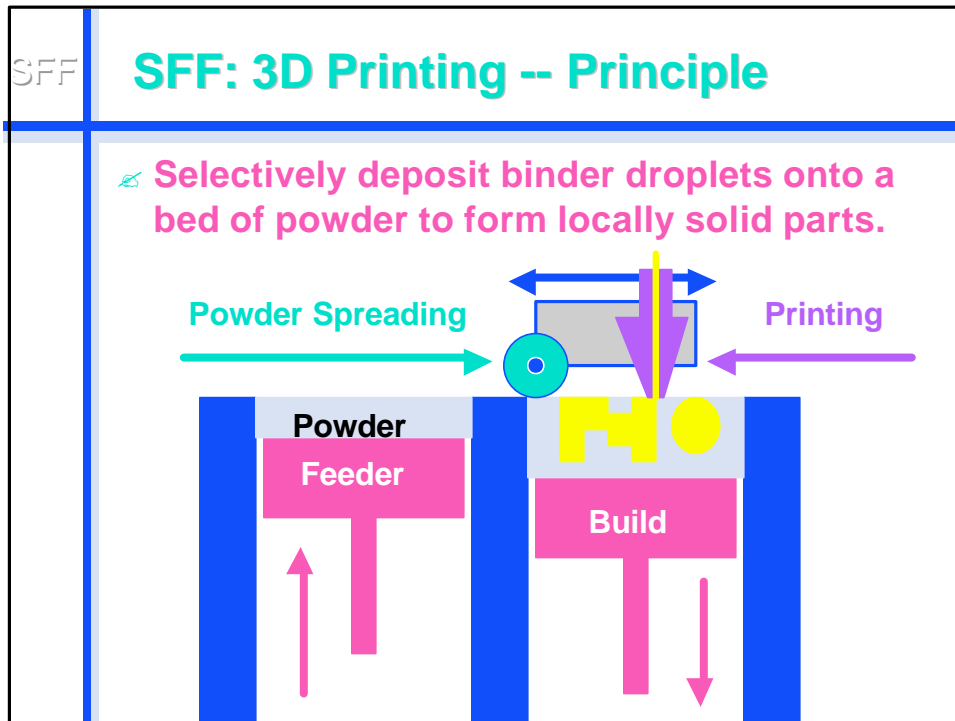 SFF
SFF: 3D Printing -- Principle
Selectively deposit binder droplets onto a
bed of powder to form locally solid parts.
Powder Spreading
Printing
Powder
Feeder
Build